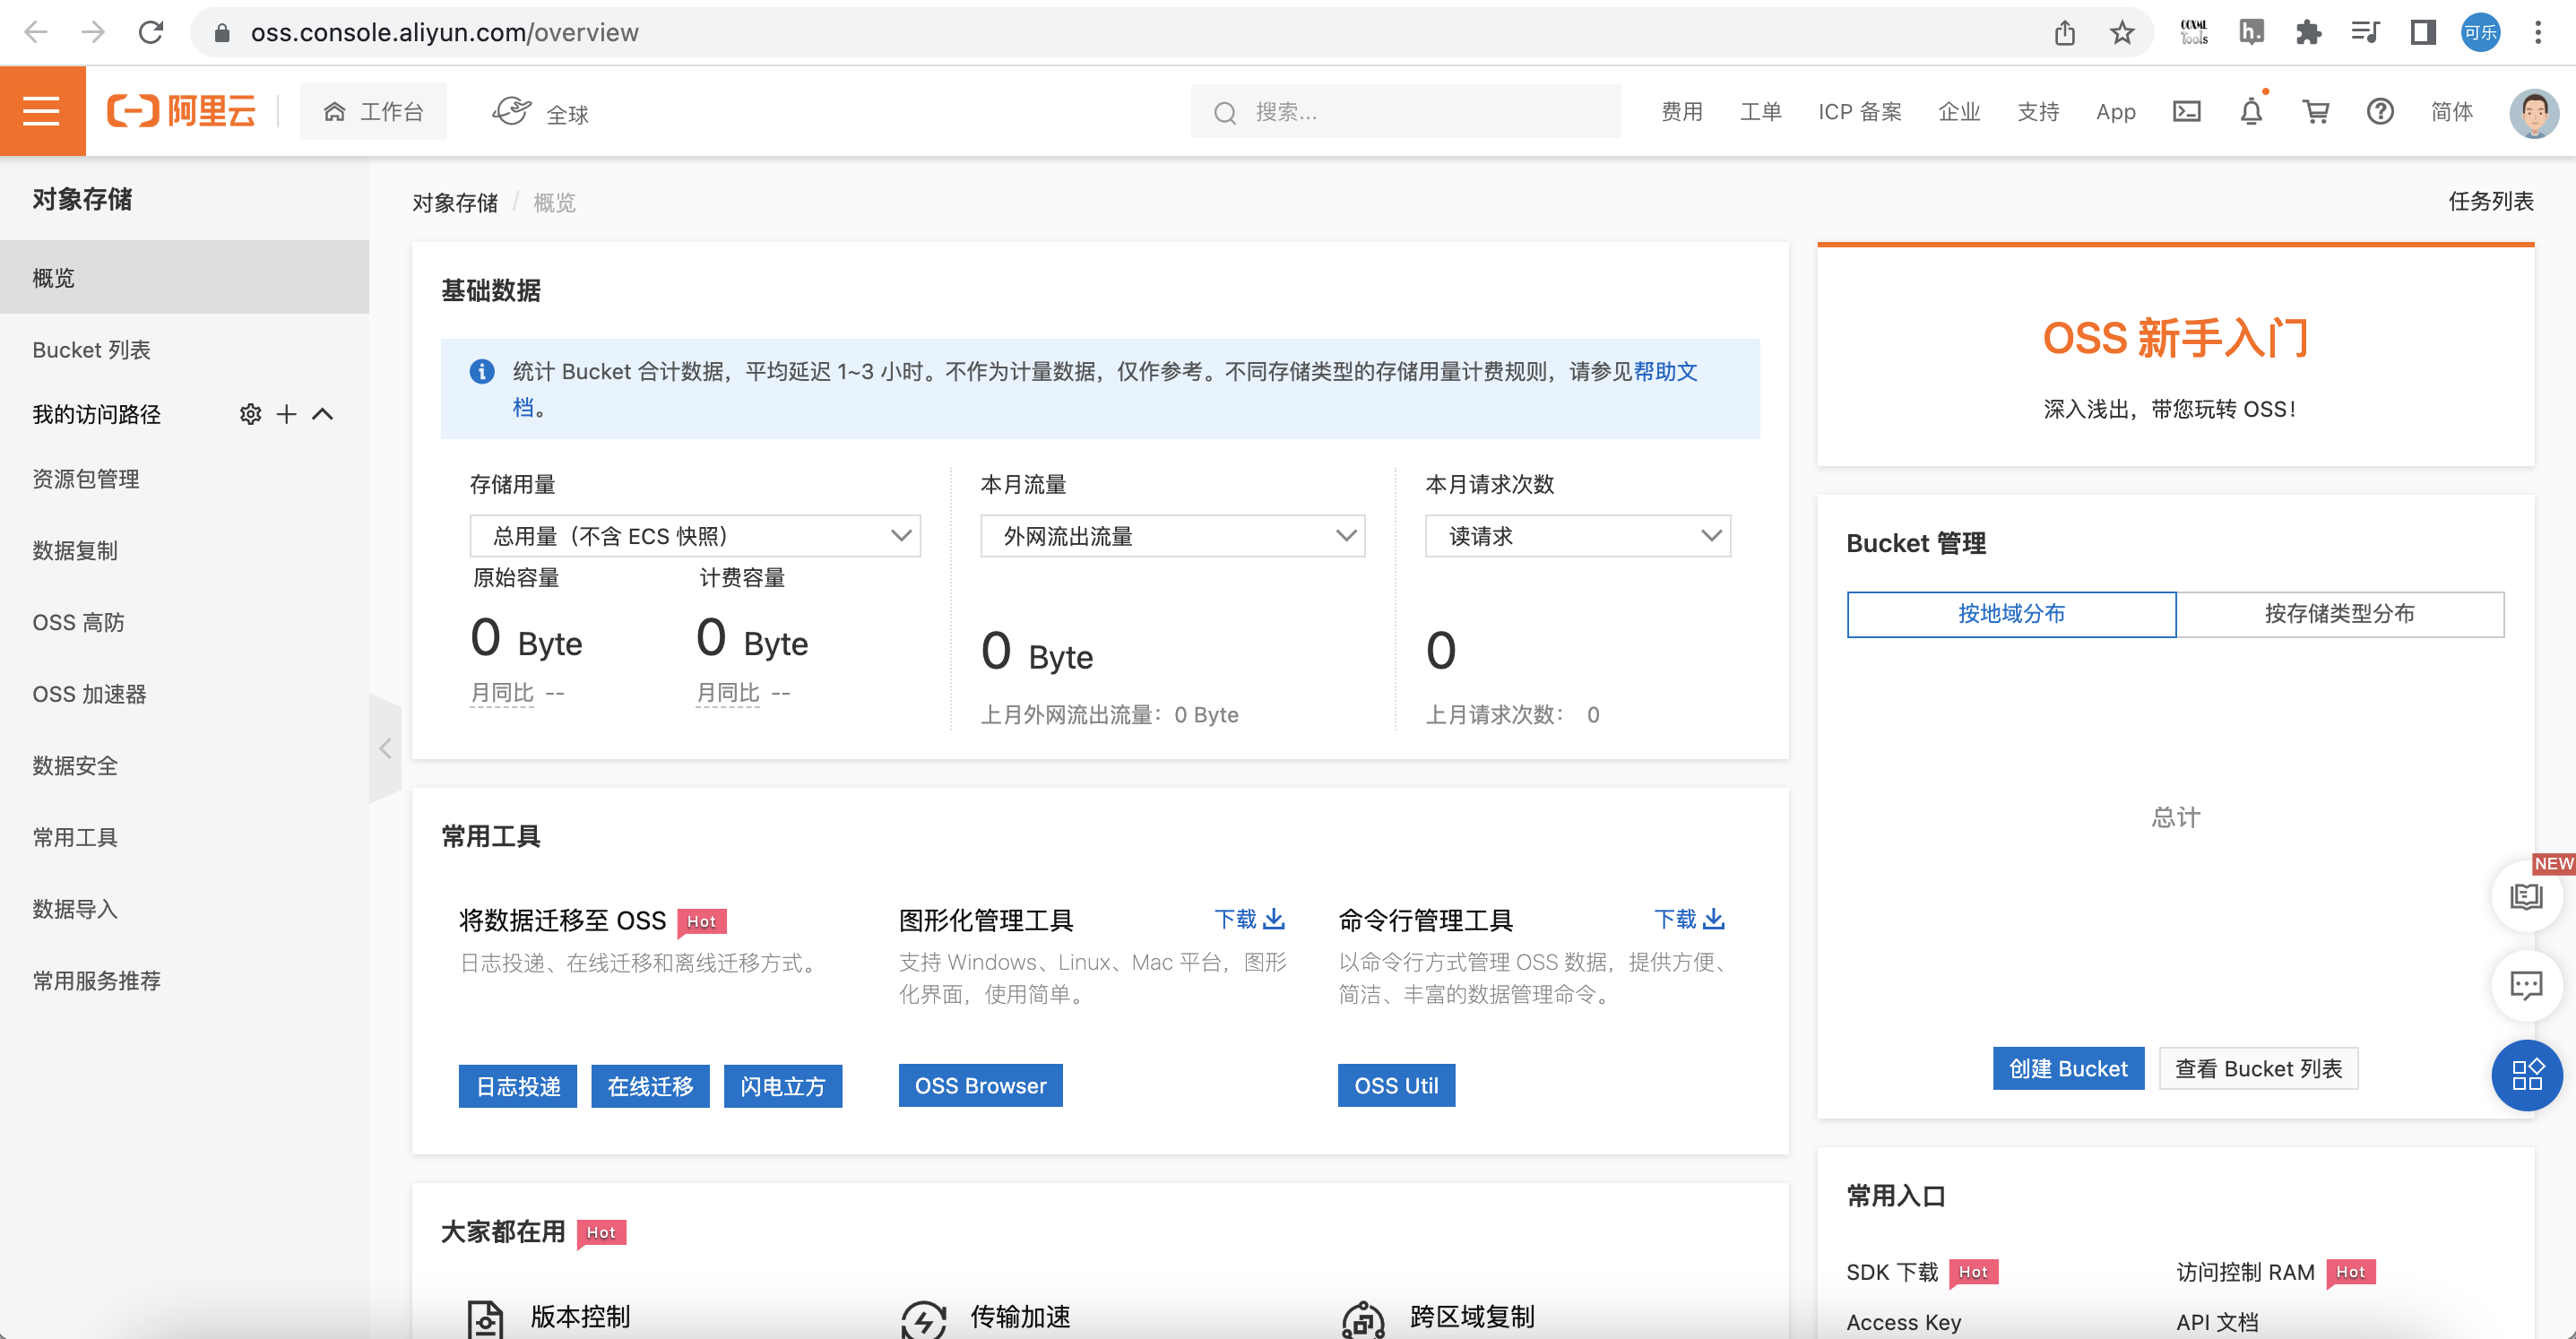 oss.console.aliyun.com/overview
CCXML Tools
h.
可乐
阿里云
工作台
全球
搜索...
费用
工单
ICP 备案
企业
支持
App
简体
对象存储
概览
Bucket 列表
我的访问路径
资源包管理
数据复制
OSS 高防
OSS 加速器
数据安全
常用工具
数据导入
常用服务推荐
对象存储 / 概览
任务列表
基础数据
统计 Bucket 合计数据，平均延迟 1~3 小时。不作为计量数据，仅作参考。不同存储类型的存储用量计费规则，请参见帮助文
档。
存储用量
总用量（不含 ECS 快照）
原始容量
计费容量
0 Byte
0 Byte
月同比 --
月同比 --
本月流量
外网流出流量
0 Byte
上月外网流出流量： 0 Byte
本月请求次数
读请求
0
上月请求次数： 0
常用工具
将数据迁移至 OSS Hot
日志投递、在线迁移和离线迁移方式。
日志投递
在线迁移
闪电立方
图形化管理工具
下载
支持 Windows、Linux、Mac 平台，图形
化界面，使用简单。
OSS Browser
命令行管理工具
下载
以命令行方式管理 OSS 数据，提供方便、
简洁、丰富的数据管理命令。
OSS Util
大家都在用 Hot
版本控制
传输加速
跨区域复制
OSS 新手入门
深入浅出，带您玩转 OSS！
Bucket 管理
按地域分布
按存储类型分布
总计
创建 Bucket
查看 Bucket 列表
NEW
常用入口
SDK 下载 Hot
访问控制 RAM Hot
Access Key
API 文档